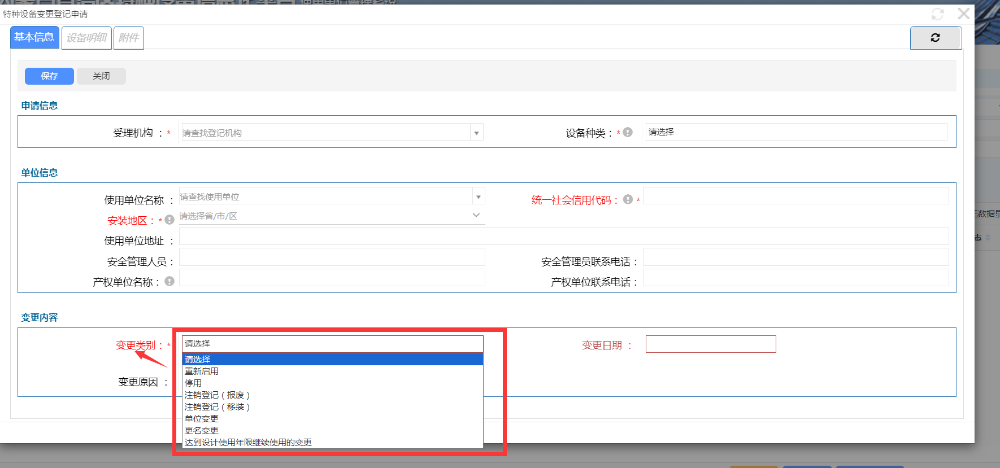 特种设备变更登记申请
基本信息 设备明细 附件
保存 关闭
申请信息
受理机构 ： * 请查找登记机构 设备种类： * 请选择
单位信息
使用单位名称 ： 请查找使用单位 统一社会信用代码： *
安装地区： * 请选择省/市/区
使用单位地址 ：
安全管理人员： 安全管理员联系电话：
产权单位名称： 产权单位联系电话：
变更内容
变更类别： * 请选择 变更日期 ：
请选择
重新启用
变更原因 ：
停用
注销登记（报废）
注销登记（移装）
单位变更
更名变更
达到设计使用年限继续使用的变更
数据显
志